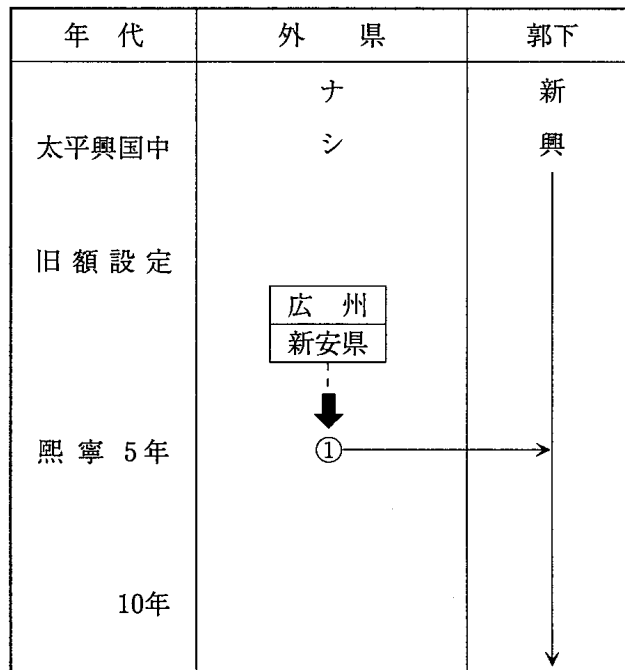 年代 外県 郭下
ナ 新
太平興国中 シ 興
旧額設定
広州
新安県
熙寧5年 ①
10年